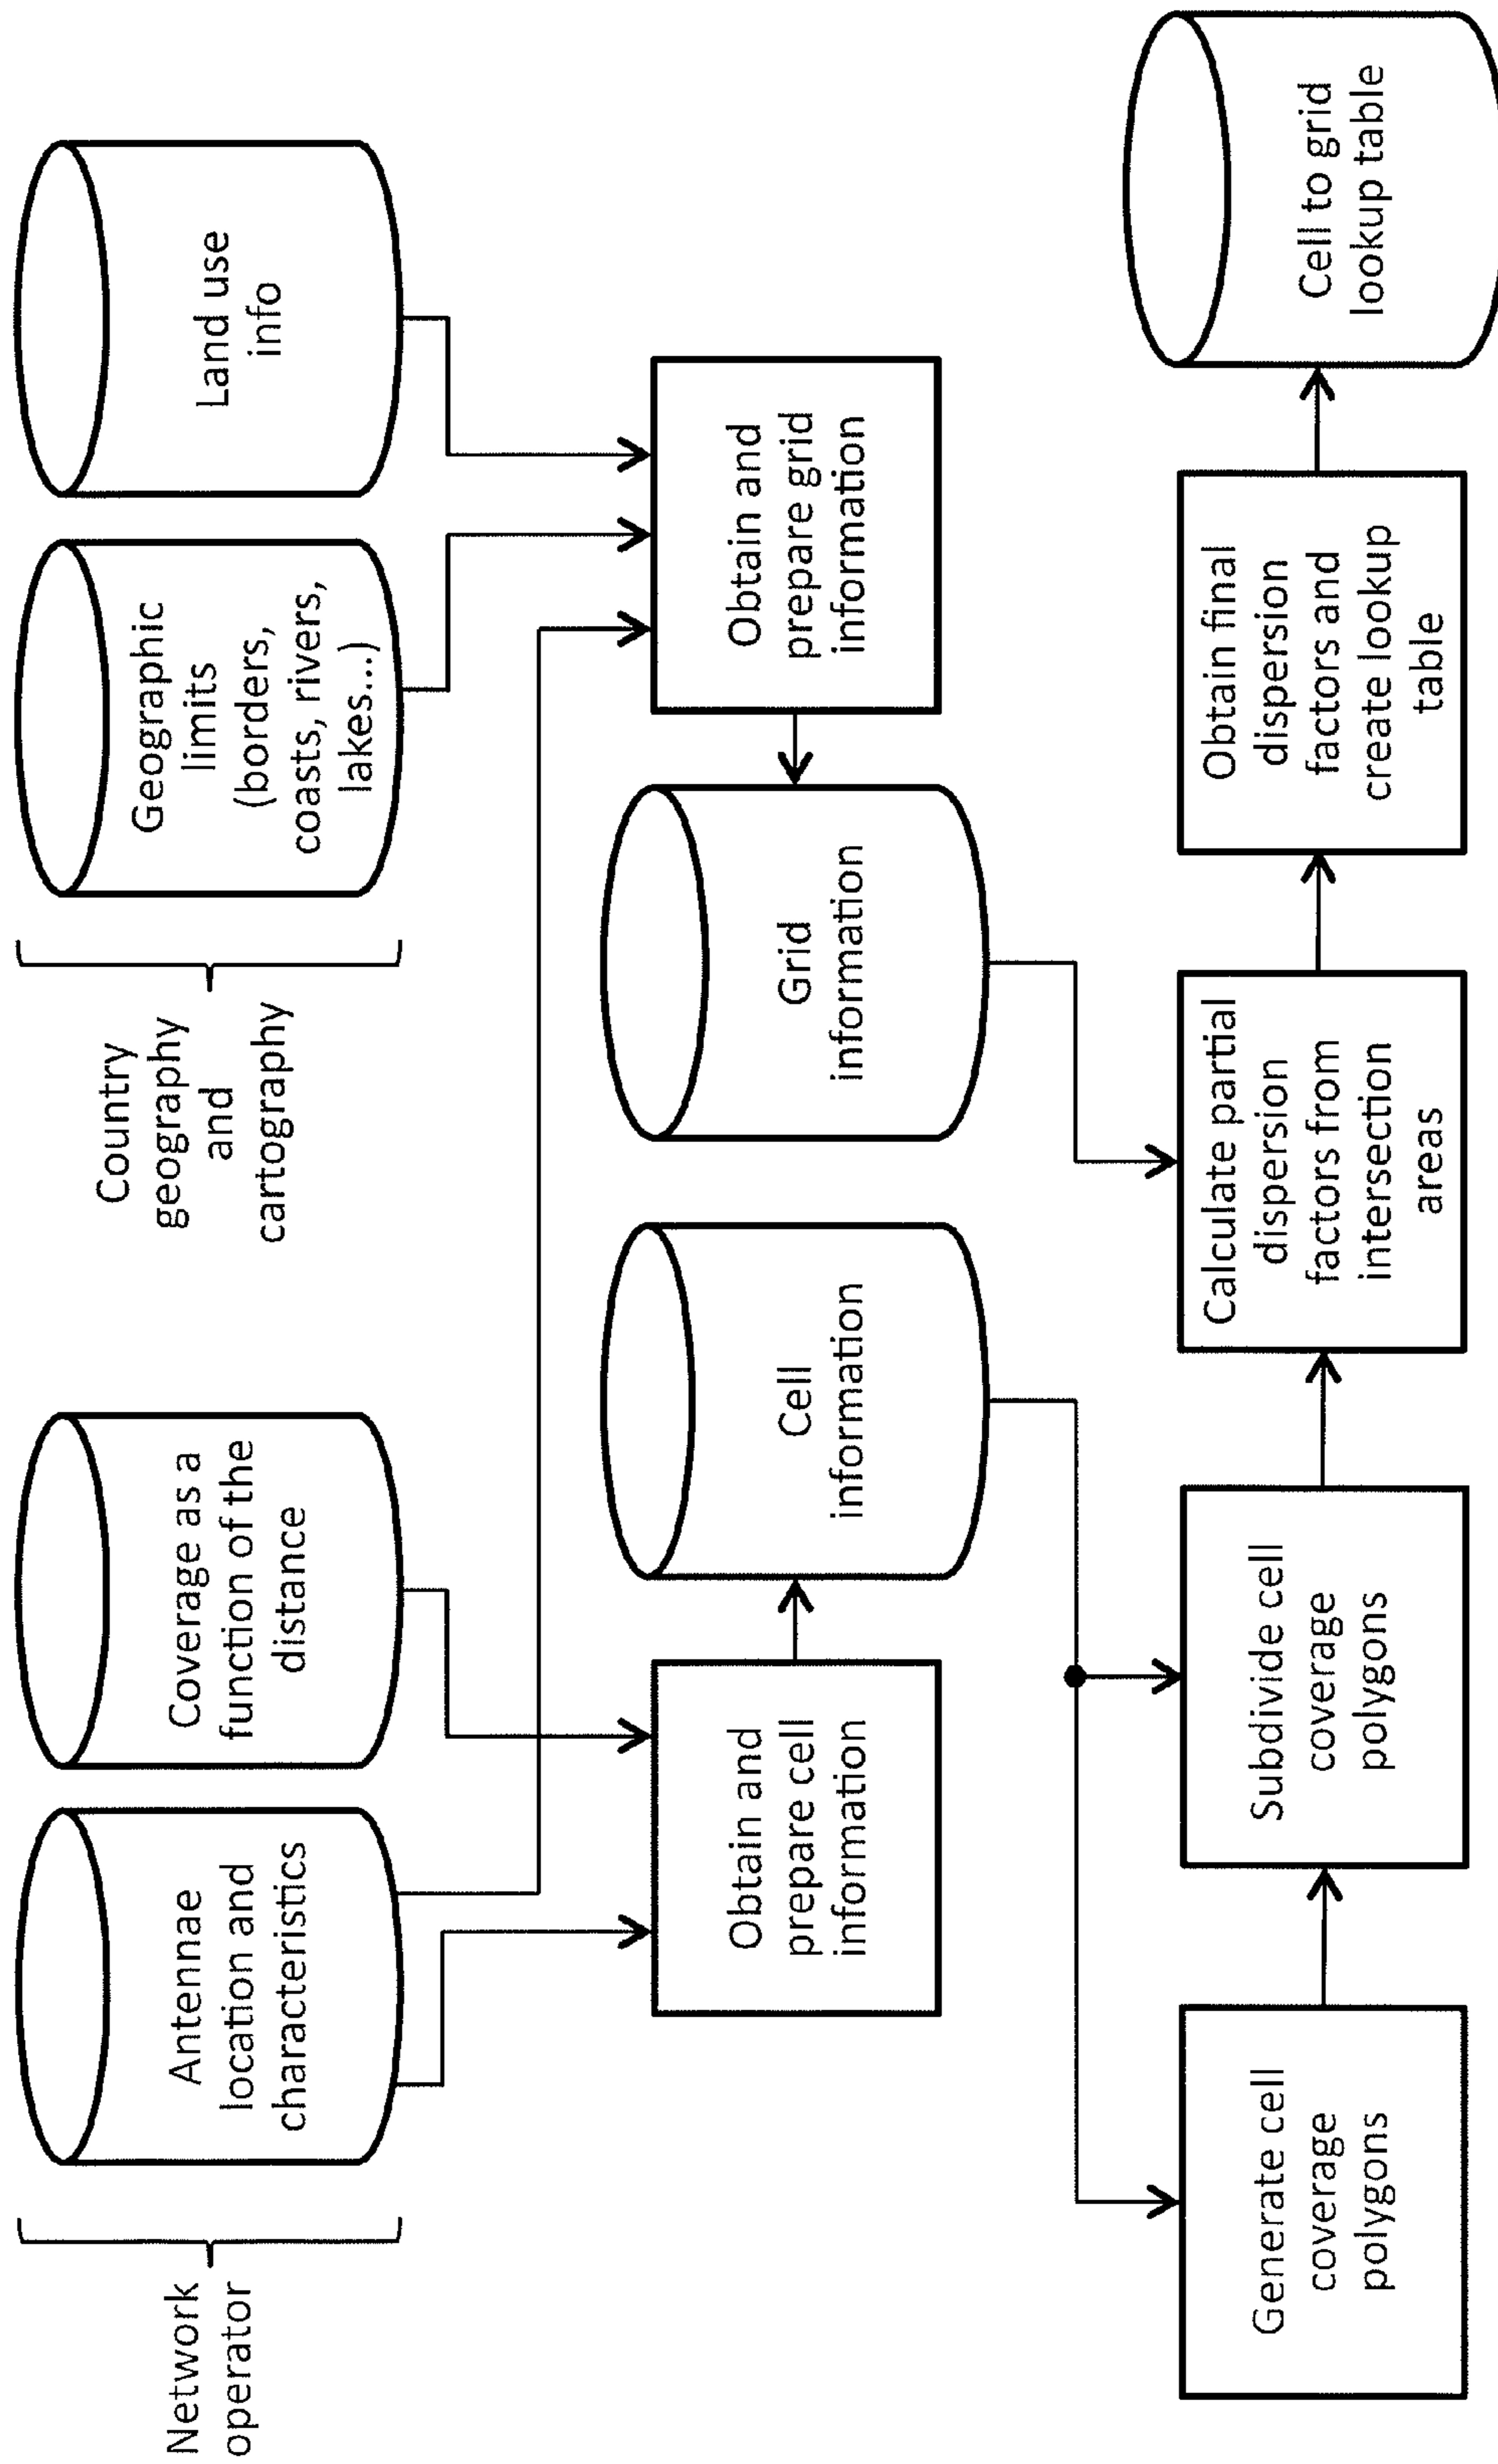 Network
operator
Antennae
location and
characteristics
Coverage as a
function of the
distance
Country
geography
and
cartography
Geographic
limits
(borders,
coasts, rivers,
lakes...)
Land use
info
Obtain and
prepare cell
information
Cell
information
Grid
information
Obtain and
prepare grid
information
Generate cell
coverage
polygons
Subdivide cell
coverage
polygons
Calculate partial
dispersion
factors from
intersection
areas
Obtain final
dispersion
factors and
create lookup
table
Cell to grid
lookup table